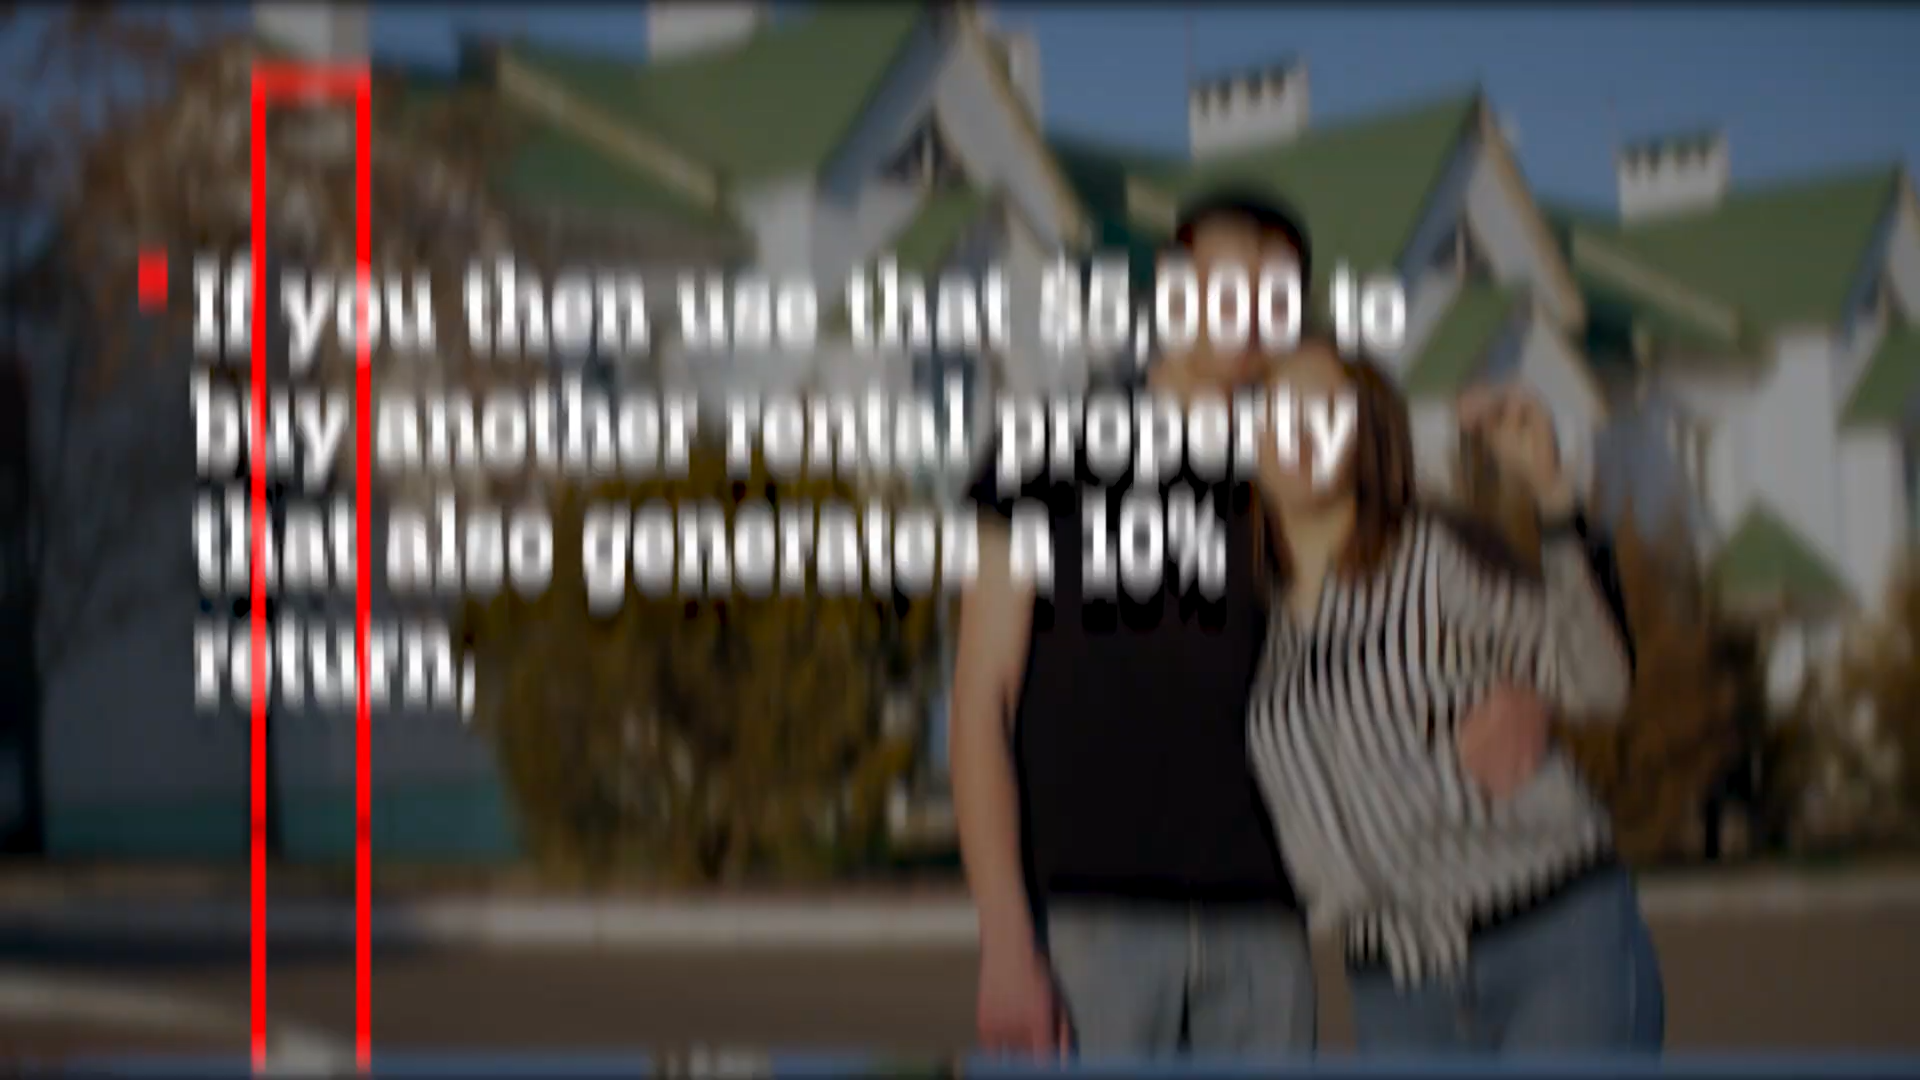 If you then use that $5,000 to
buy another rental property
that also generates a 10%
return,